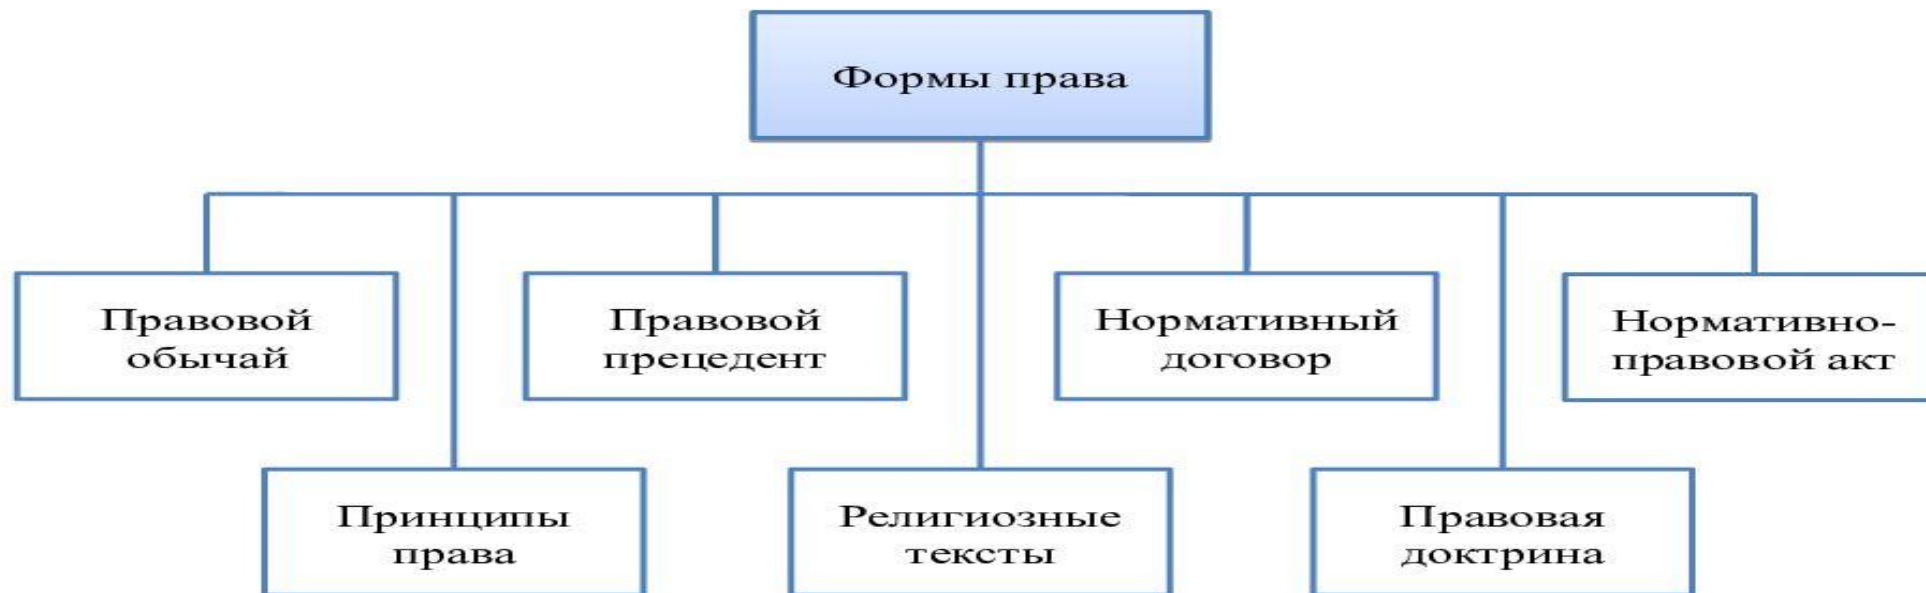 Формы права
Правовой
обычай
Правовой
прецедент
Нормативный
договор
Нормативно-
правовой акт
Принципы
права
Религиозные
тексты
Правовая
доктрина